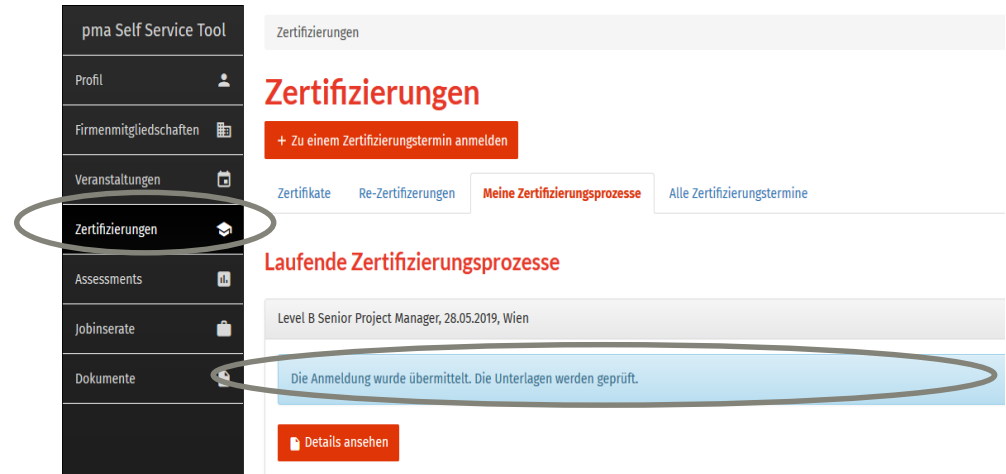 pma Self Service Tool
Profil
Firmenmitgliedschaften
Veranstaltungen
Zertifizierungen
Assessments
Jobinserate
Dokumente
Zertifizierungen
Zertifizierungen
+ Zu einem Zertifizierungstermin anmelden
Zertifikate Re-Zertifizerungen Meine Zertifizierungsprozesse Alle Zertifizierungstermine
Laufende Zertifizierungsprozesse
Level B Senior Project Manager, 28.05.2019, Wien
Die Anmeldung wurde übermittelt. Die Unterlagen werden geprüft.
Details ansehen